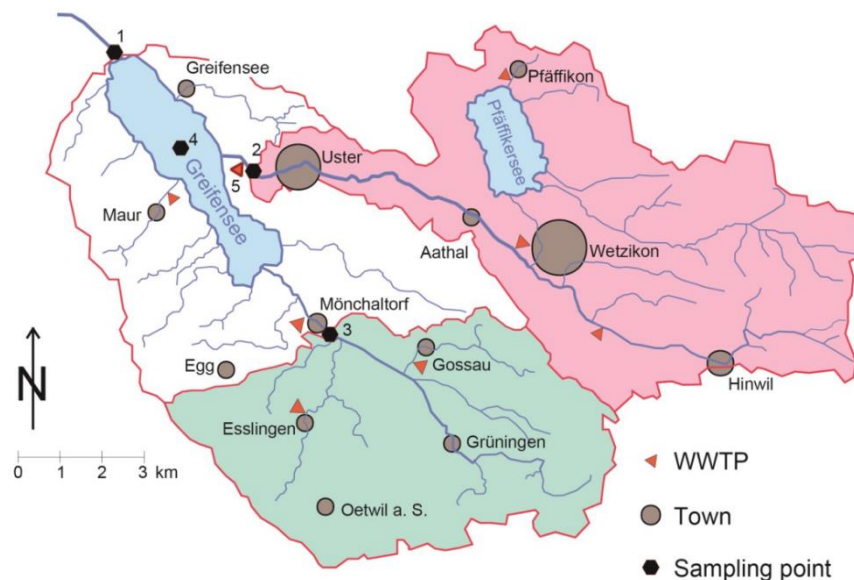 1
Greifensee
Pfäffikon
Pfäffikersee
4
2
Uster
5
Greifensee
Maur
Aathal
Wetzikon
Mönchaltorf
3
N
Egg
Gossau
Hinwil
Esslingen
Grüningen
0 1 2 3 km
WWTP
Oetwil a. S.
Town
Sampling point